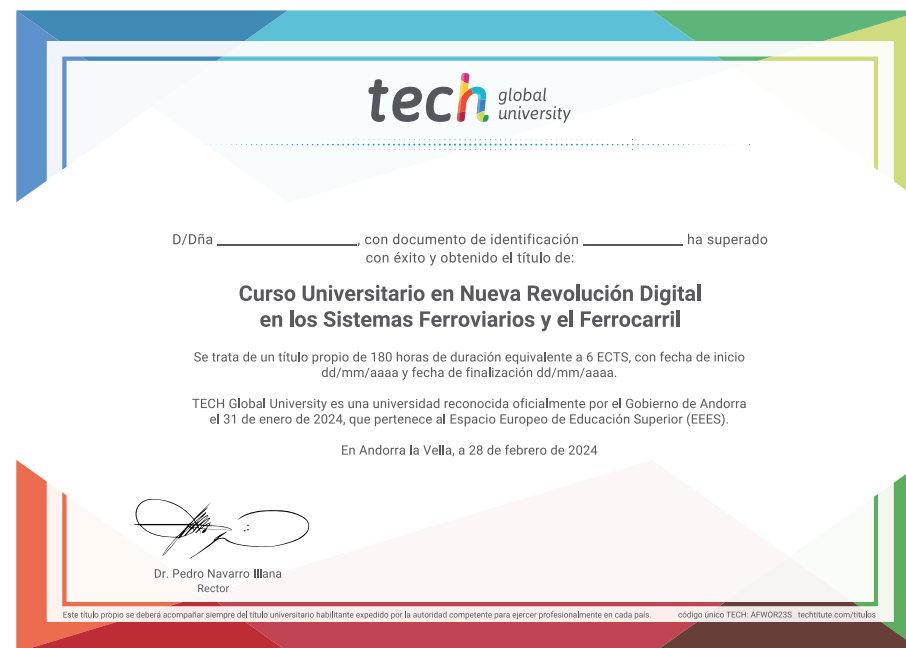 tech global university
D/Dña ____________________, con documento de identificación ______________ ha superado
con éxito y obtenido el título de:
Curso Universitario en Nueva Revolución Digital
en los Sistemas Ferroviarios y el Ferrocarril
Se trata de un título propio de 180 horas de duración equivalente a 6 ECTS, con fecha de inicio
dd/mm/aaaa y fecha de finalización dd/mm/aaaa.
TECH Global University es una universidad reconocida oficialmente por el Gobierno de Andorra
el 31 de enero de 2024, que pertenece al Espacio Europeo de Educación Superior (EEES).
En Andorra la Vella, a 28 de febrero de 2024
Dr. Pedro Navarro Illana
Rector
Este título propio se deberá acompañar siempre del título universitario habilitante expedido por la autoridad competente para ejercer profesionalmente en cada país. código único TECH: AFWOR23S techtitute.com/titulos